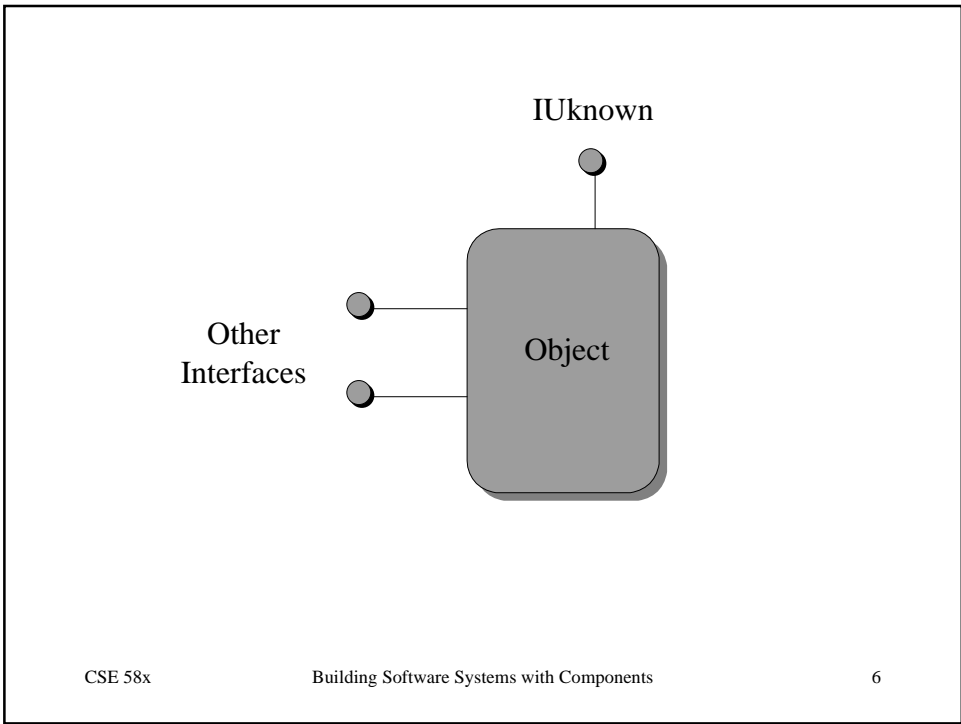 IUknown
Other
Interfaces
Object
CSE 58x
Building Software Systems with Components
6